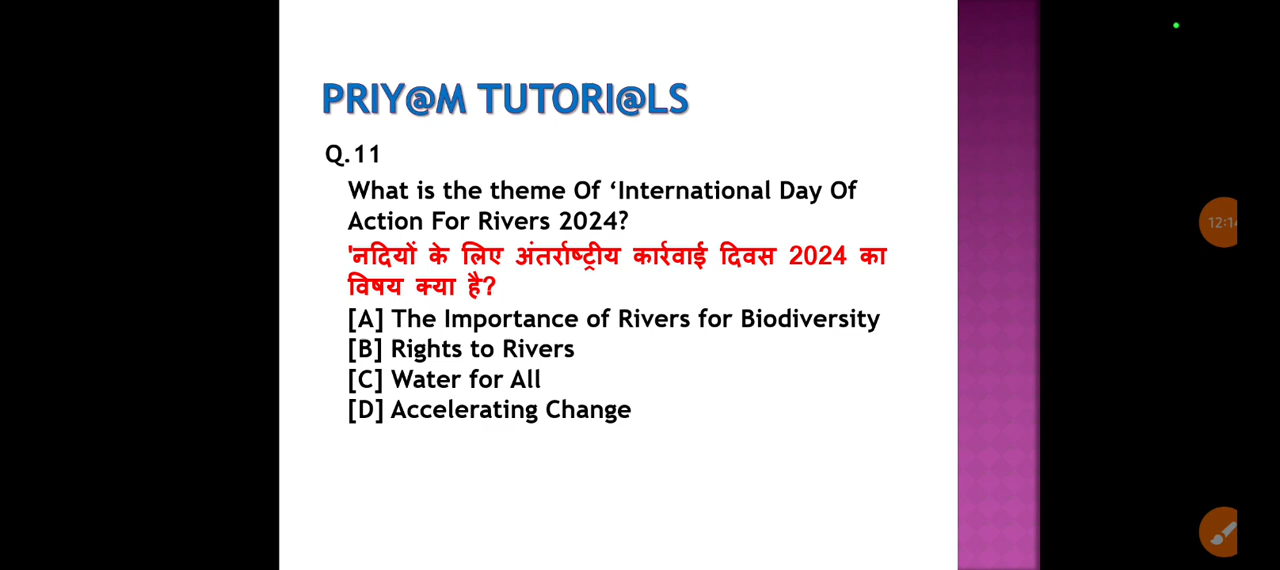 PRIY@M TUTORI@LS
Q.11
What is the theme Of ‘International Day Of
Action For Rivers 2024?
'नदियों के लिए अंतर्राष्ट्रीय कार्रवाई दिवस 2024 का
विषय क्या है?
[A] The Importance of Rivers for Biodiversity
[B] Rights to Rivers
[C] Water for All
[D] Accelerating Change